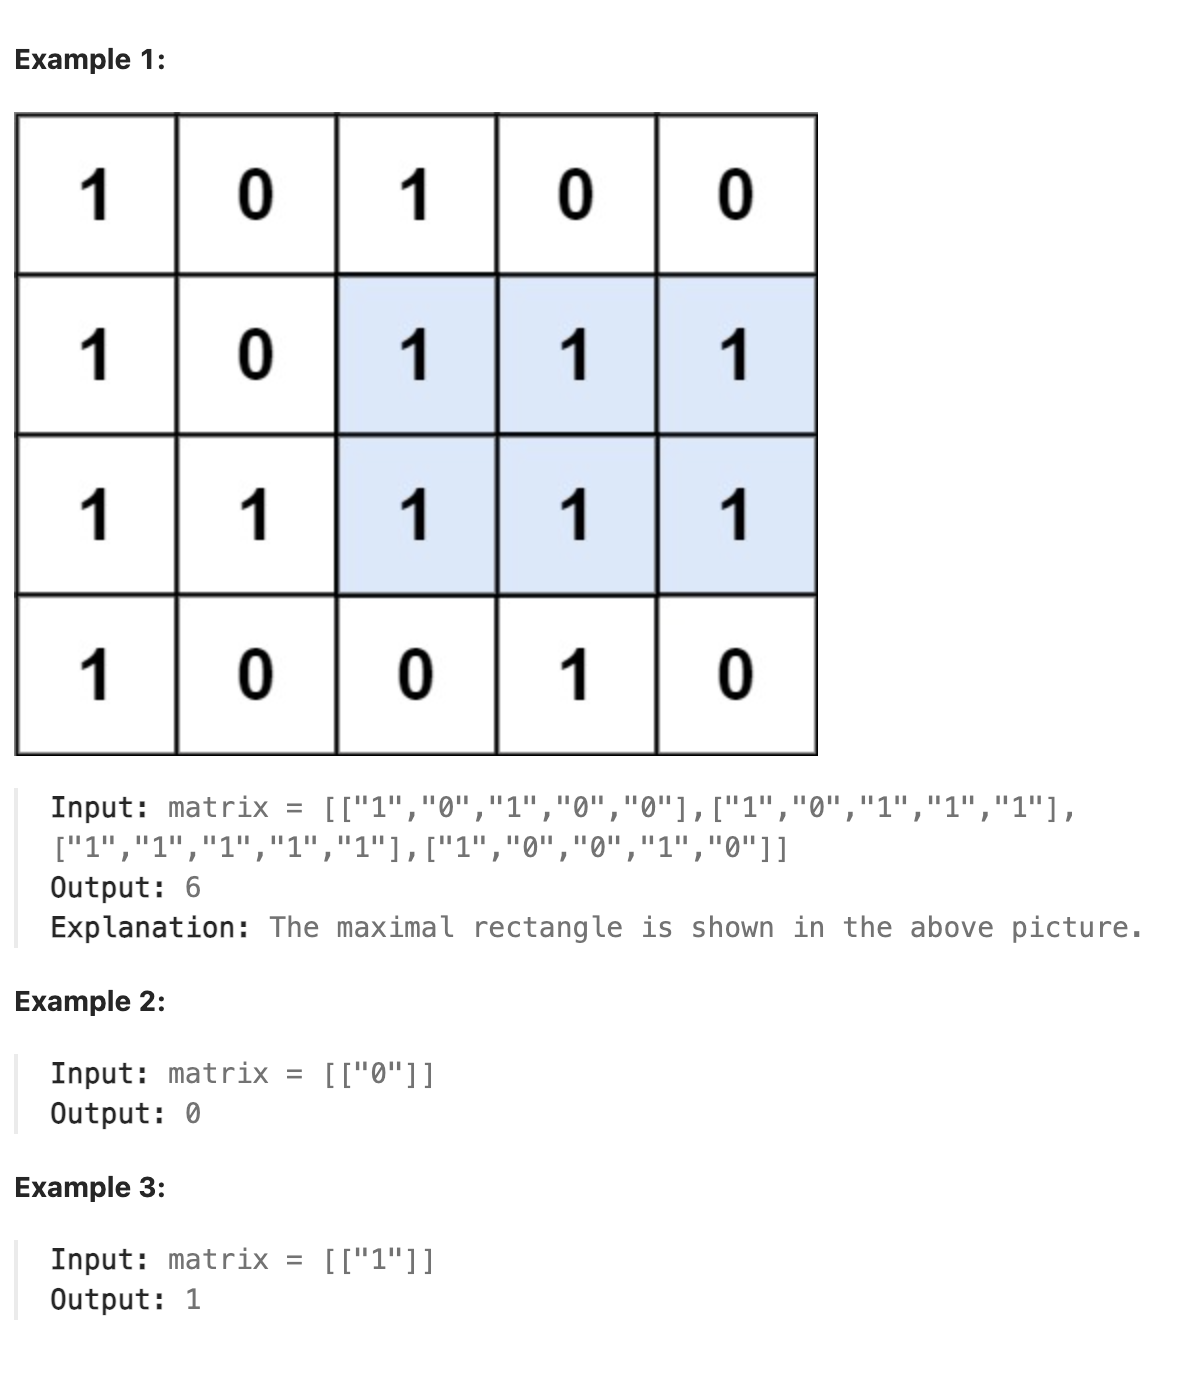 Example 1:
1 0 1 0 0
1 0 1 1 1
1 1 1 1 1
1 0 0 1 0
Input: matrix = [["1","0","1","0","0"],["1","0","1","1","1"],
["1","1","1","1","1"],["1","0","0","1","0"]]
Output: 6
Explanation: The maximal rectangle is shown in the above picture.
Example 2:
Input: matrix = [["0"]]
Output: 0
Example 3:
Input: matrix = [["1"]]
Output: 1